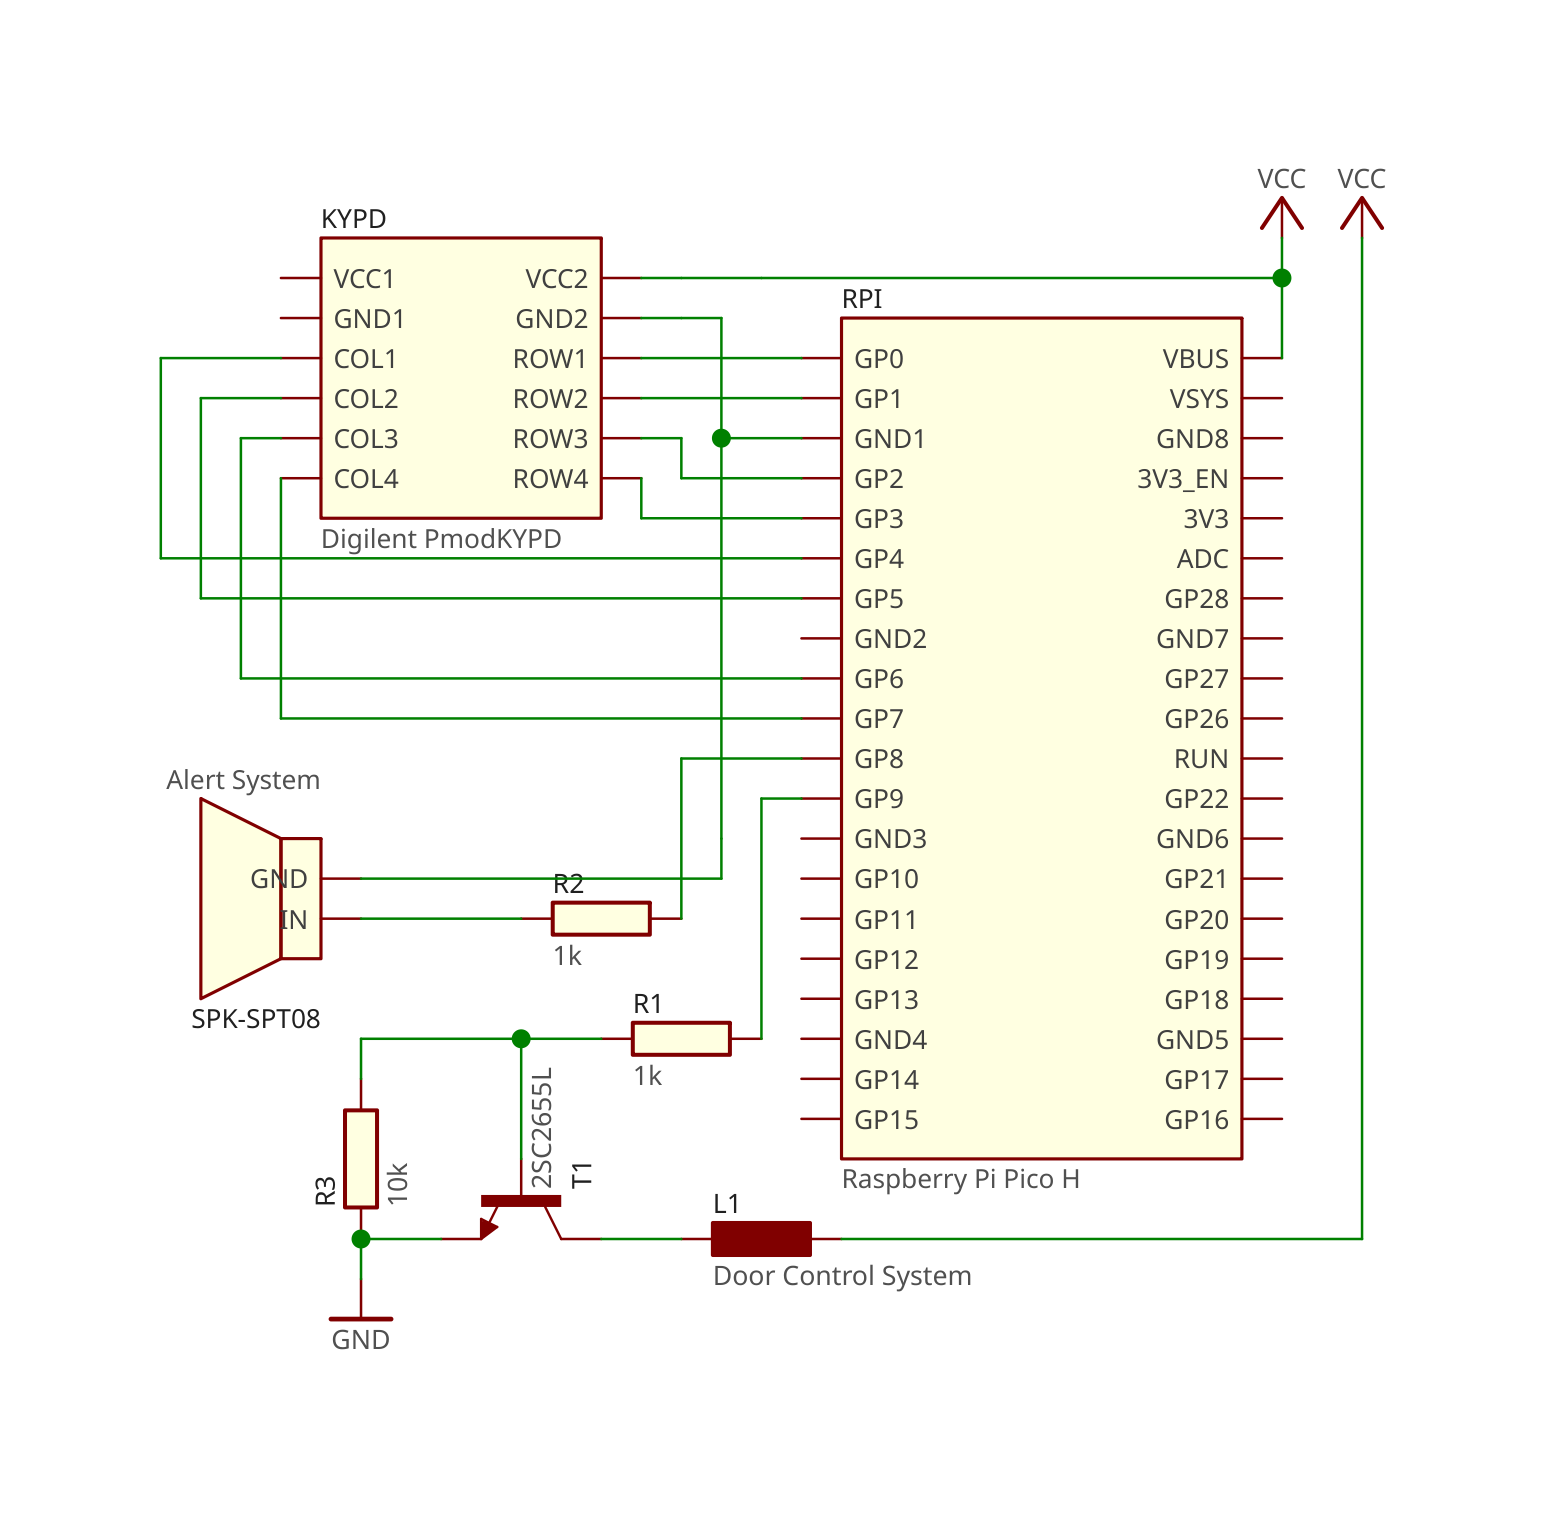 VCC VCC
KYPD
VCC1 VCC2
GND1 GND2
COL1 ROW1
COL2 ROW2
COL3 ROW3
COL4 ROW4
Digilent PmodKYPD
RPI
GP0 VBUS
GP1 VSYS
GND1 GND8
GP2 3V3_EN
GP3 3V3
GP4 ADC
GP5 GP28
GND2 GND7
GP6 GP27
GP7 GP26
GP8 RUN
GP9 GP22
GND3 GND6
GP10 GP21
GP11 GP20
GP12 GP19
GP13 GP18
GND4 GND5
GP14 GP17
GP15 GP16
Raspberry Pi Pico H
Alert System
GND
IN
SPK-SPT08
R2
1k
R1
1k
2SC2655L
T1
R3
10k
L1
Door Control System
GND